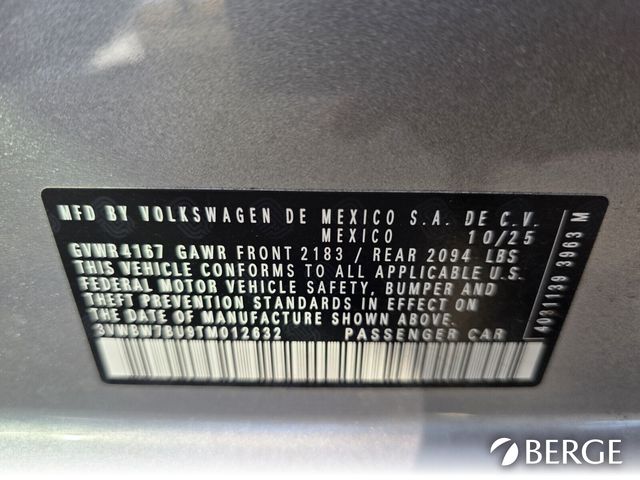 MFD BY VOLKSWAGEN DE MEXICO S.A. DE C.V.
MEXICO 10/25
GVWR4167 GAWR FRONT 2183 / REAR 2094 LBS
THIS VEHICLE CONFORMS TO ALL APPLICABLE U.S.
FEDERAL MOTOR VEHICLE SAFETY, BUMPER AND
THEFT PREVENTION STANDARDS IN EFFECT ON
THE DATE OF MANUFACTURE SHOWN ABOVE.
3VWBW7BU9TM012632 PASSENGER CAR
4031139 3963 M
BERGE